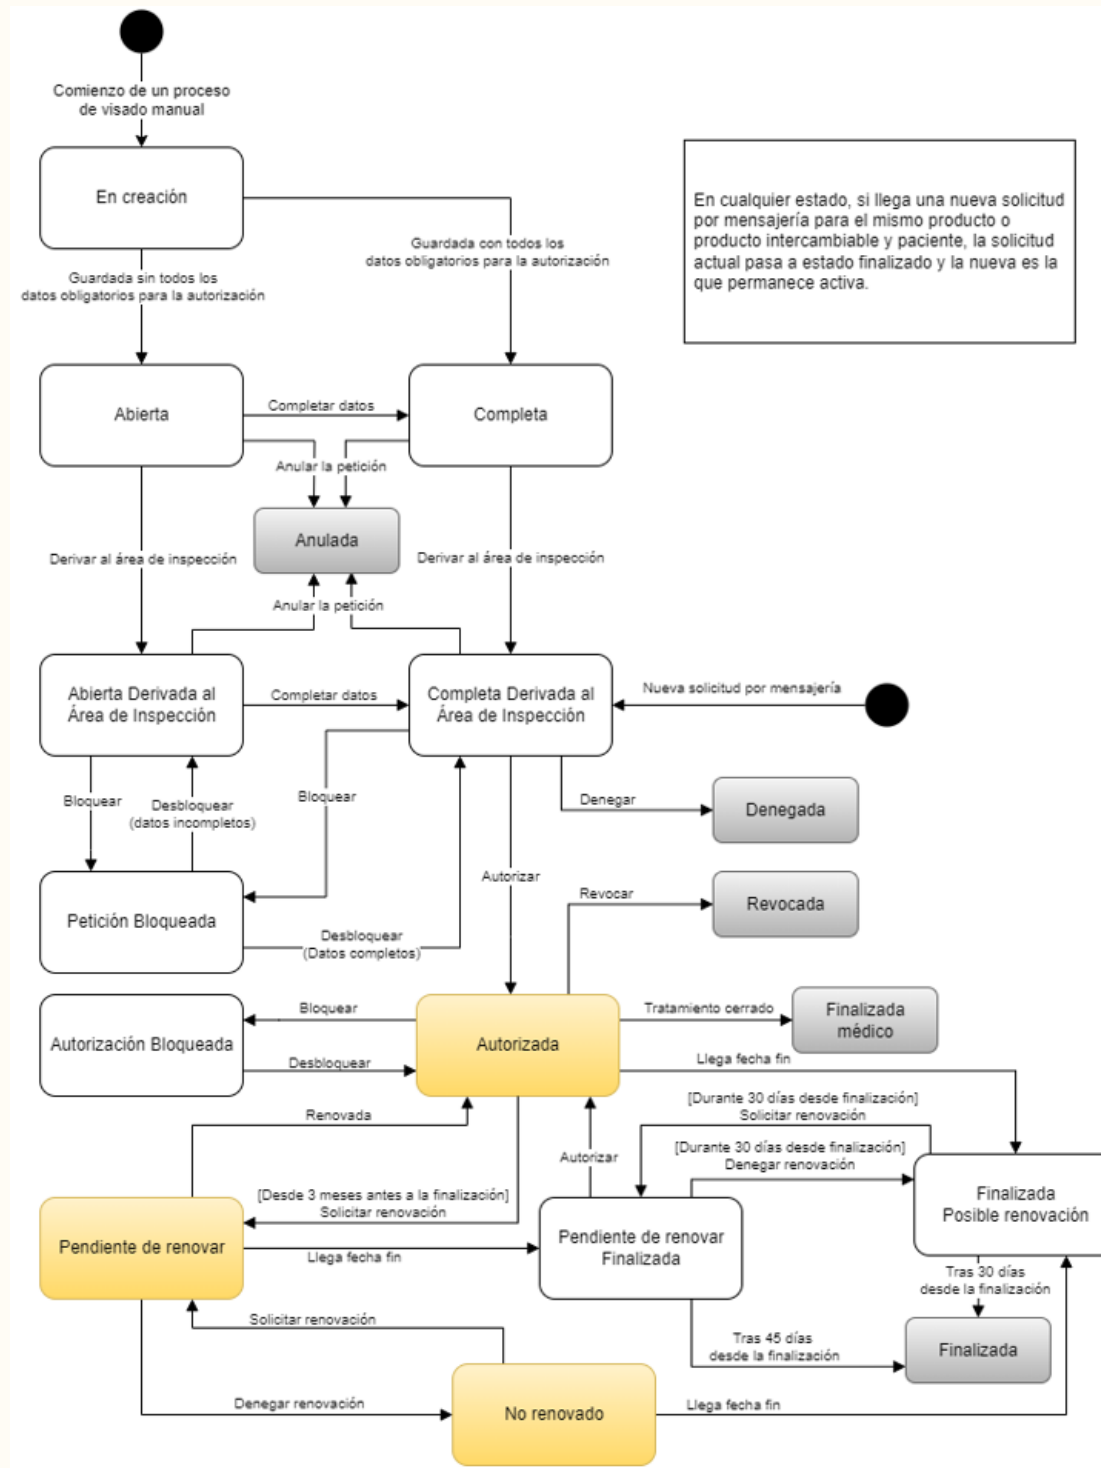 Comienzo de un proceso
de visado manual
En creación
En cualquier estado, si llega una nueva solicitud
por mensajería para el mismo producto o
producto intercambiable y paciente, la solicitud
actual pasa a estado finalizado y la nueva es la
que permanece activa.
Guardada con todos los
datos obligatorios para la autorización
Guardada sin todos los
datos obligatorios para la autorización
Abierta
Completar datos
Completa
Anular la petición
Anulada
Derivar al área de inspección
Derivar al área de inspección
Anular la petición
Abierta Derivada al
Área de Inspección
Completar datos
Completa Derivada al
Área de Inspección
Nueva solicitud por mensajería
Bloquear
Desbloquear
(datos incompletos)
Bloquear
Denegar
Denegada
Autorizar
Revocar
Revocada
Petición Bloqueada
Desbloquear
(Datos completos)
Autorización Bloqueada
Bloquear
Desbloquear
Autorizada
Tratamiento cerrado
Finalizada
médico
Llega fecha fin
Renovada
[Durante 30 días desde finalización]
Solicitar renovación
[Durante 30 días desde finalización]
Denegar renovación
Autorizar
[Desde 3 meses antes a la finalización]
Solicitar renovación
Pendiente de renovar
Llega fecha fin
Pendiente de renovar
Finalizada
Finalizada
Posible renovación
Tras 30 días
desde la finalización
Solicitar renovación
Tras 45 días
desde la finalización
Finalizada
Denegar renovación
No renovado
Llega fecha fin